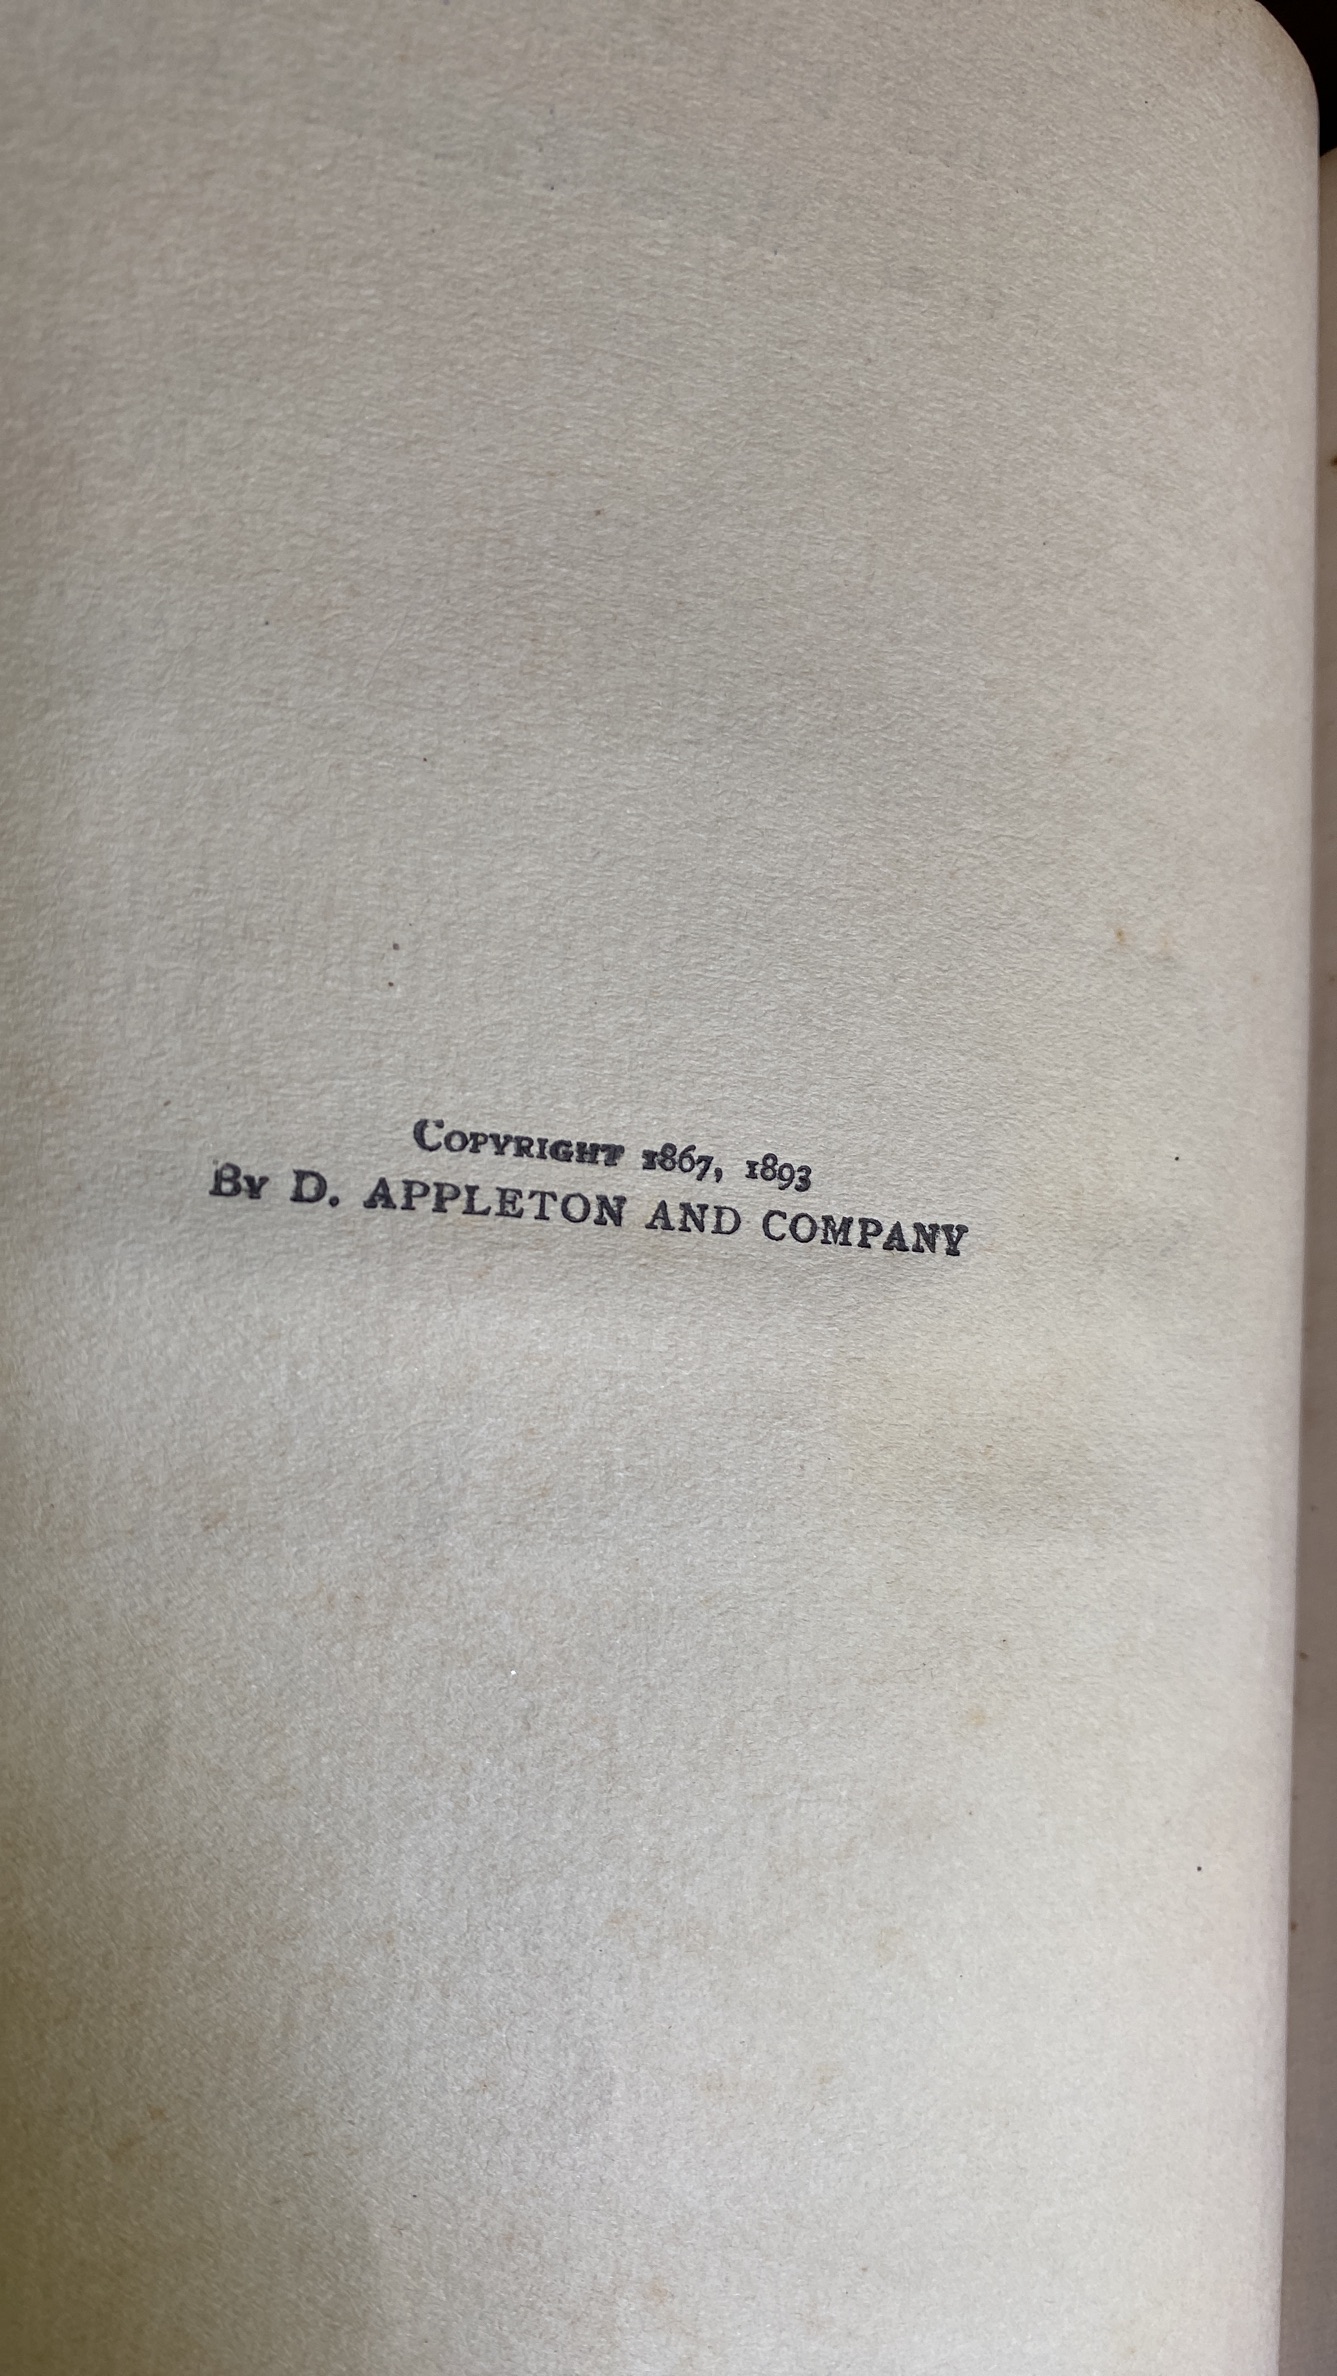 Copyright 1867, 1893
By D. APPLETON AND COMPANY